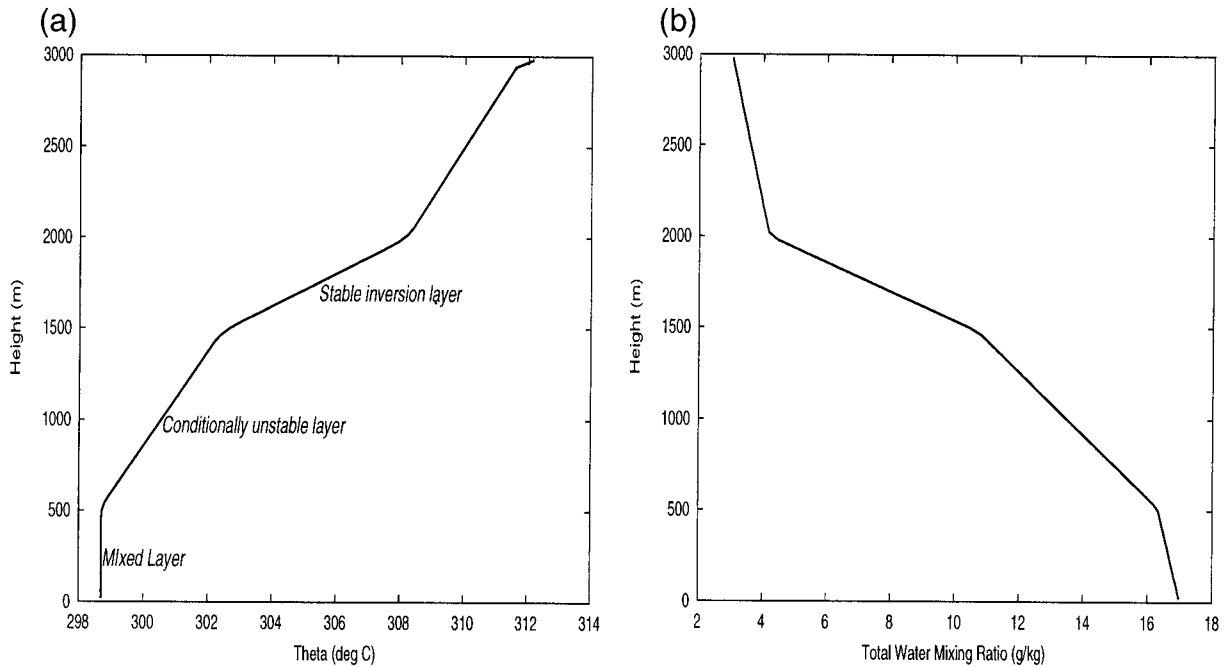 (a)
3000
2500
2000
1500
1000
500
0
Height (m)
Stable inversion layer
Conditionally unstable layer
MIxed Layer
298 300 302 304 306 308 310 312 314
Theta (deg C)
(b)
3000
2500
2000
1500
1000
500
0
Height (m)
2 4 6 8 10 12 14 16 18
Total Water Mixing Ratio (g/kg)